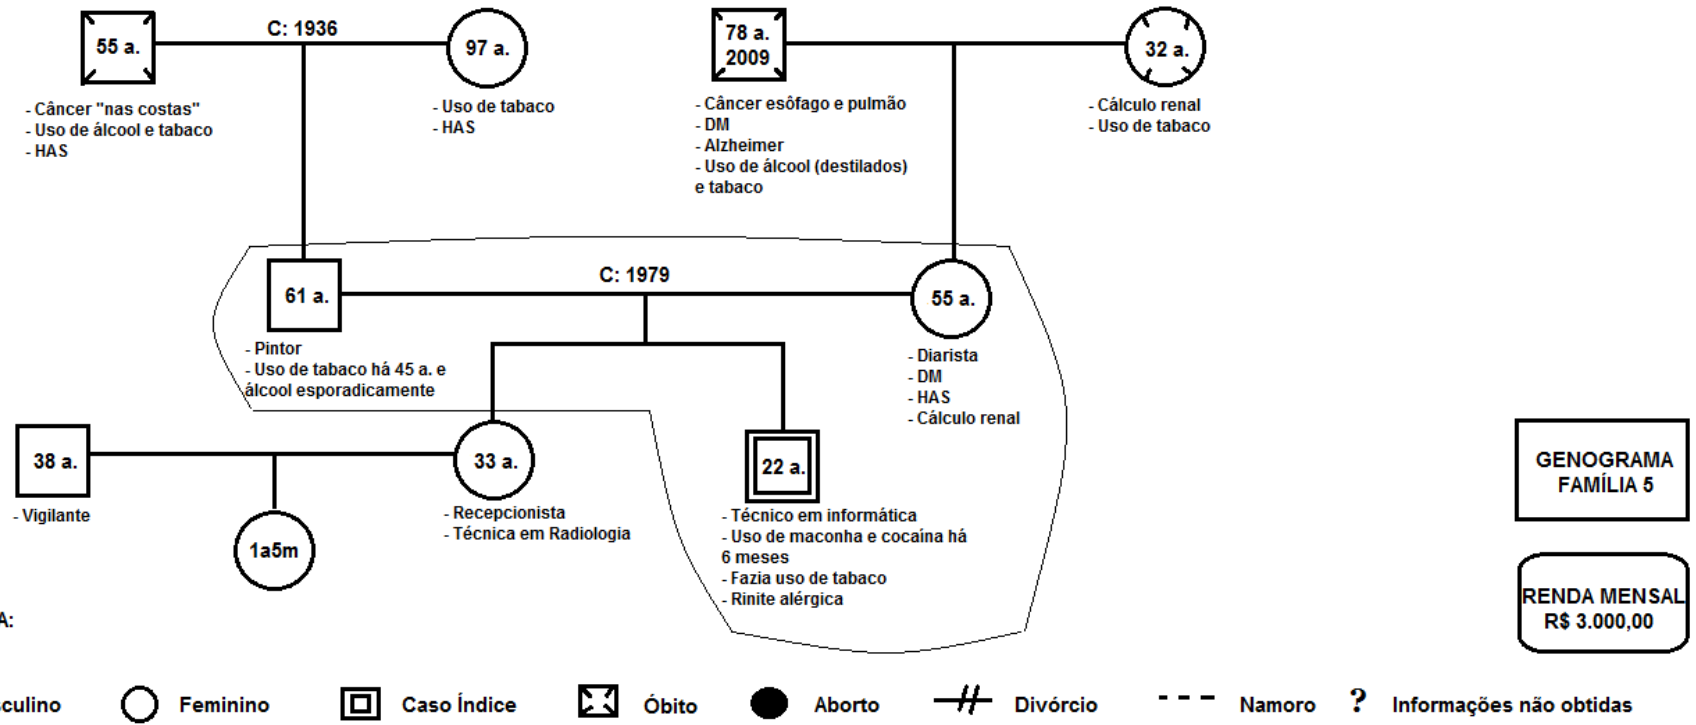 55 a.
C: 1936
97 a.
78 a.
2009
32 a.
- Câncer "nas costas"
- Uso de álcool e tabaco
- HAS
- Uso de tabaco
- HAS
- Câncer esôfago e pulmão
- DM
- Alzheimer
- Uso de álcool (destilados)
e tabaco
- Cálculo renal
- Uso de tabaco
61 a.
C: 1979
55 a.
- Pintor
- Uso de tabaco há 45 a. e
álcool esporadicamente
- Diarista
- DM
- HAS
- Cálculo renal
38 a.
33 a.
22 a.
- Vigilante
1a5m
- Recepcionista
- Técnica em Radiologia
- Técnico em informática
- Uso de maconha e cocaína há
6 meses
- Fazia uso de tabaco
- Rinite alérgica
GENOGRAMA
FAMÍLIA 5
RENDA MENSAL
R$ 3.000,00
A:
sculino
Feminino
Caso Índice
Óbito
Aborto
Divórcio
Namoro
? Informações não obtidas